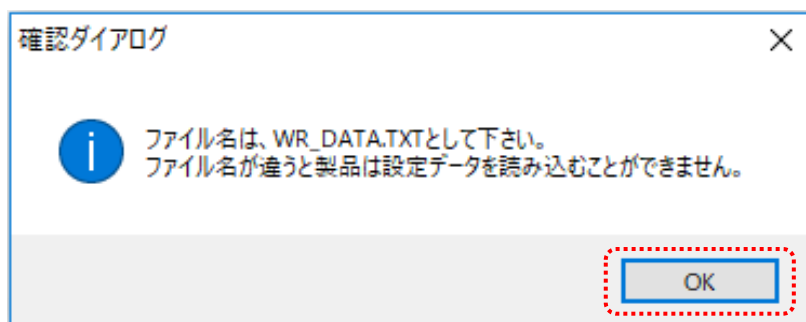 確認ダイアログ
ファイル名は、WR_DATA.TXTとして下さい。
ファイル名が違うと製品は設定データを読み込むことができません。
OK